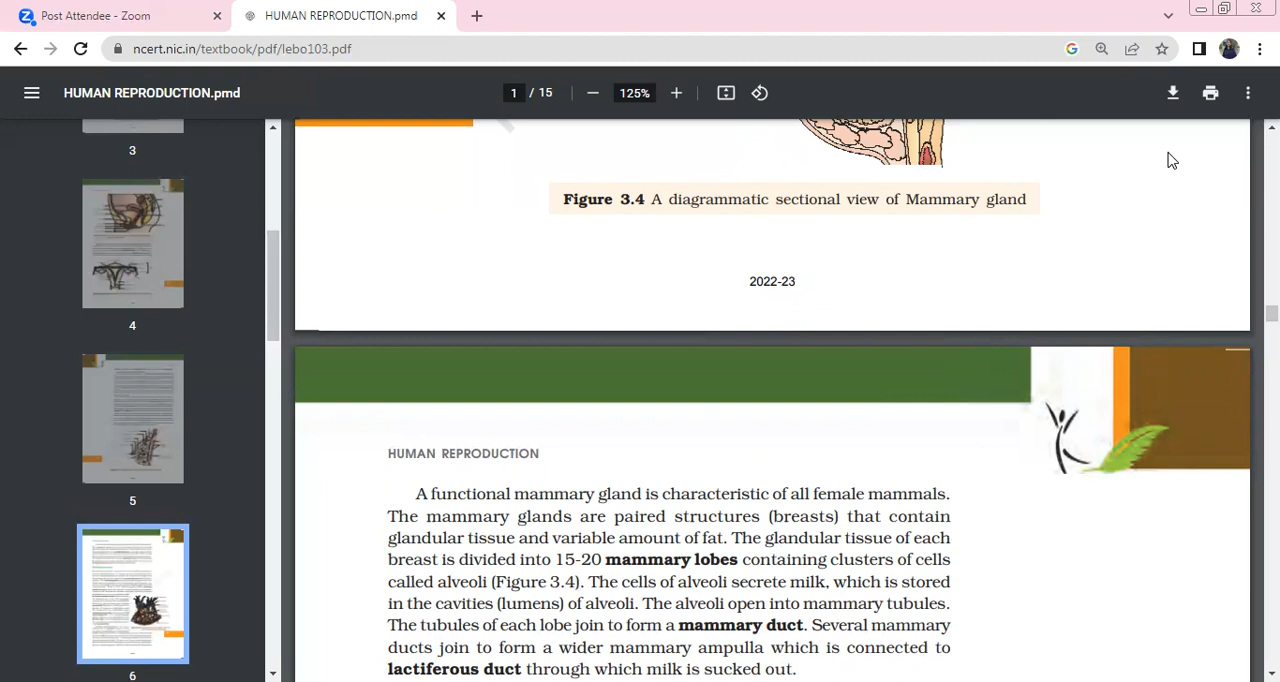 Post Attendee - Zoom
HUMAN REPRODUCTION.pmd
ncert.nic.in/textbook/pdf/lebo103.pdf
HUMAN REPRODUCTION.pmd
1 / 15
125%
3
4
5
6
Figure 3.4 A diagrammatic sectional view of Mammary gland
2022-23
HUMAN REPRODUCTION
A functional mammary gland is characteristic of all female mammals.
The mammary glands are paired structures (breasts) that contain
glandular tissue and variable amount of fat. The glandular tissue of each
breast is divided into 15-20 mammary lobes containing clusters of cells
called alveoli (Figure 3.4). The cells of alveoli secrete milk, which is stored
in the cavities (lumens) of alveoli. The alveoli open into mammary tubules.
The tubules of each lobe join to form a mammary duct. Several mammary
ducts join to form a wider mammary ampulla which is connected to
lactiferous duct through which milk is sucked out.